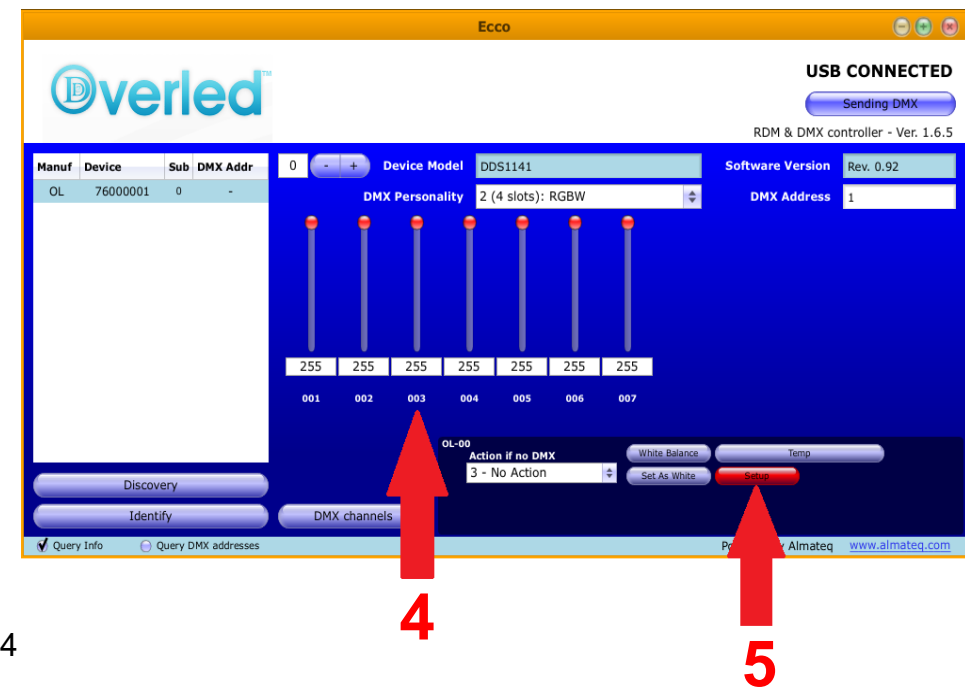 Ecco
Dverled™
USB CONNECTED
Sending DMX
RDM & DMX controller - Ver. 1.6.5
Manuf Device Sub DMX Addr
OL 76000001 0 -
0 - + Device Model DDS1141 Software Version Rev. 0.92
DMX Personality 2 (4 slots): RGBW DMX Address 1
255 255 255 255 255 255 255
001 002 003 004 005 006 007
OL-00
Action if no DMX
3 - No Action
White Balance Temp
Set As White Setup
Discovery
Identify DMX channels
Query Info Query DMX addresses Almateq www.almateq.com
4
5
4